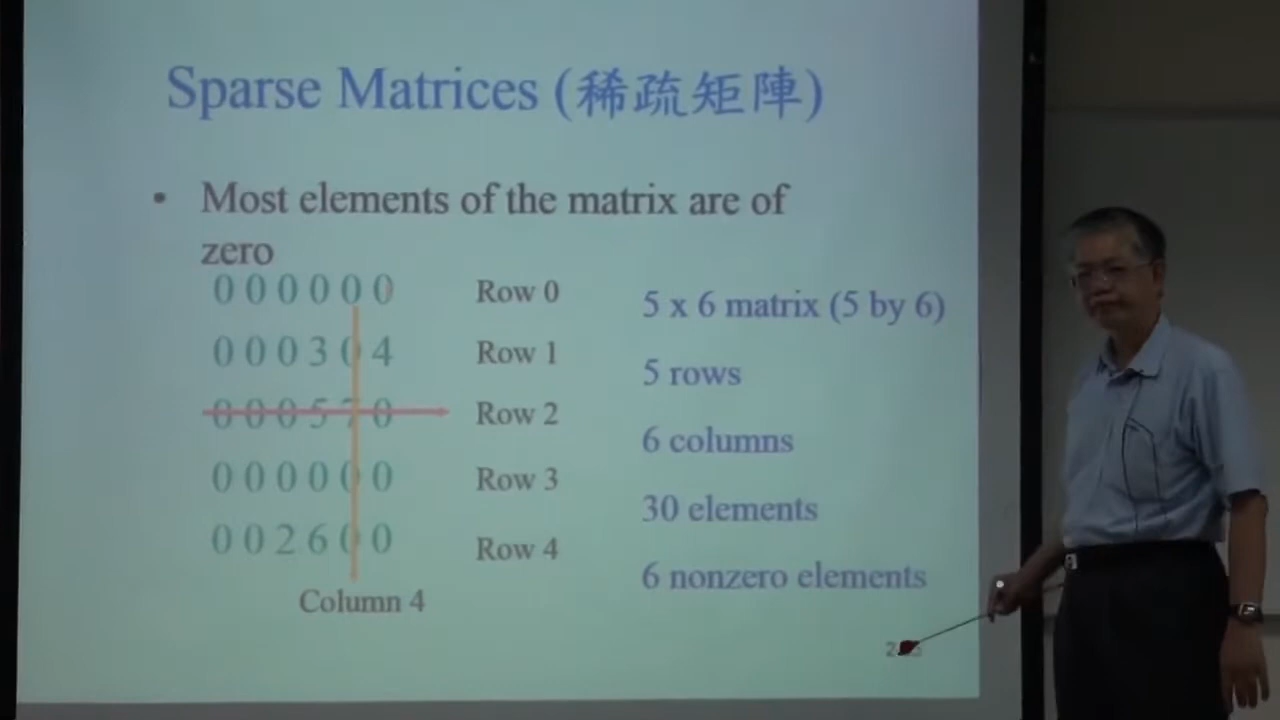 Sparse Matrices (稀疏矩陣)
• Most elements of the matrix are of
zero
0 0 0 0 0 0 Row 0
5 x 6 matrix (5 by 6)
0 0 0 3 0 4 Row 1
5 rows
0 0 0 5 7 0 Row 2
6 columns
0 0 0 0 0 0 Row 3
30 elements
0 0 2 6 0 0 Row 4
6 nonzero elements
Column 4